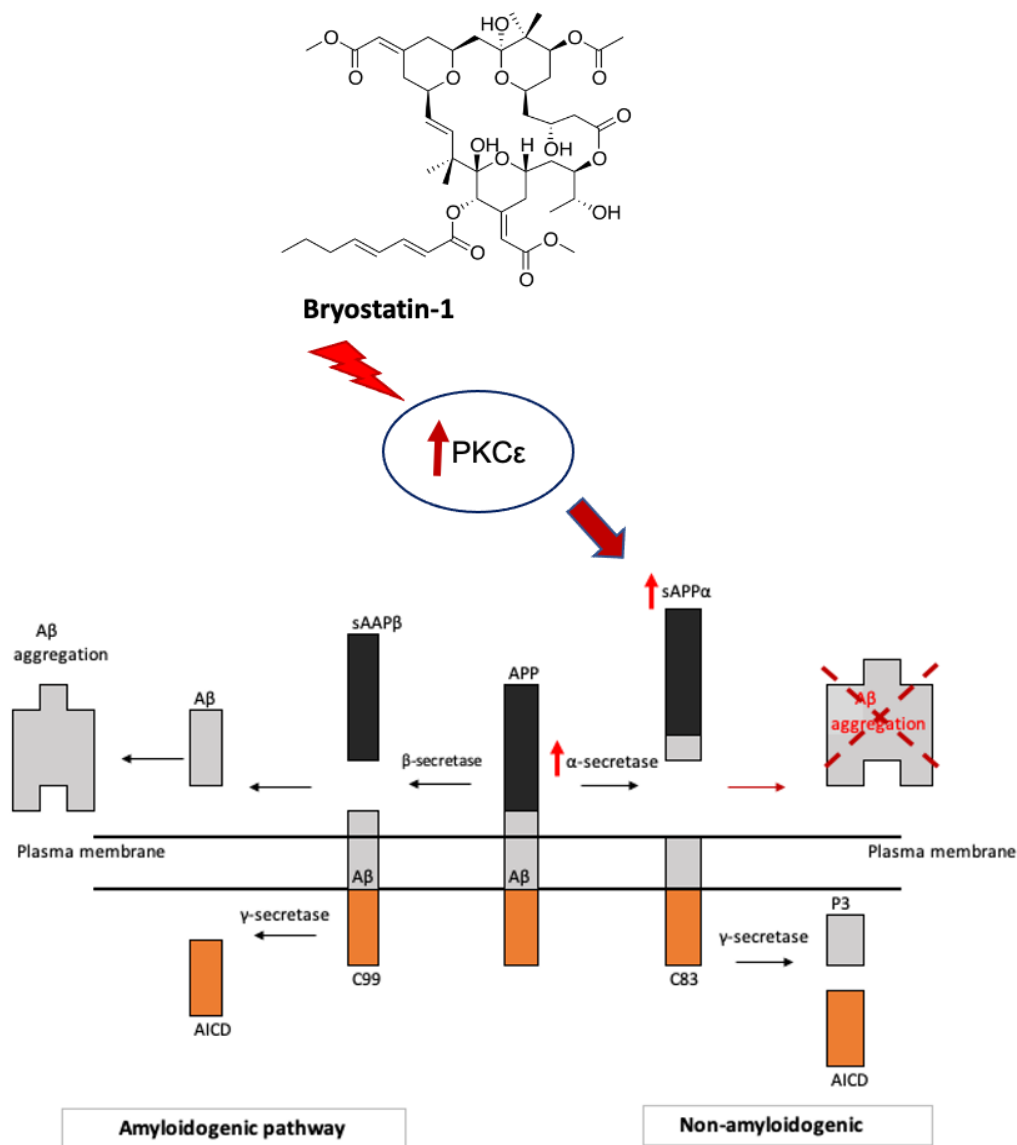 HO
O
O
O
O
O
O
O
O
OH
O
OH
O
H
O
OH
O
O
O
O
Bryostatin-1
PKCε
sAPPα
sAAPβ
Aβ
aggregation
APP
Aβ
Aβ
aggregation
β-secretase
α-secretase
Plasma membrane
Plasma membrane
Aβ
Aβ
P3
γ-secretase
γ-secretase
C99
C83
AICD
AICD
Amyloidogenic pathway
Non-amyloidogenic